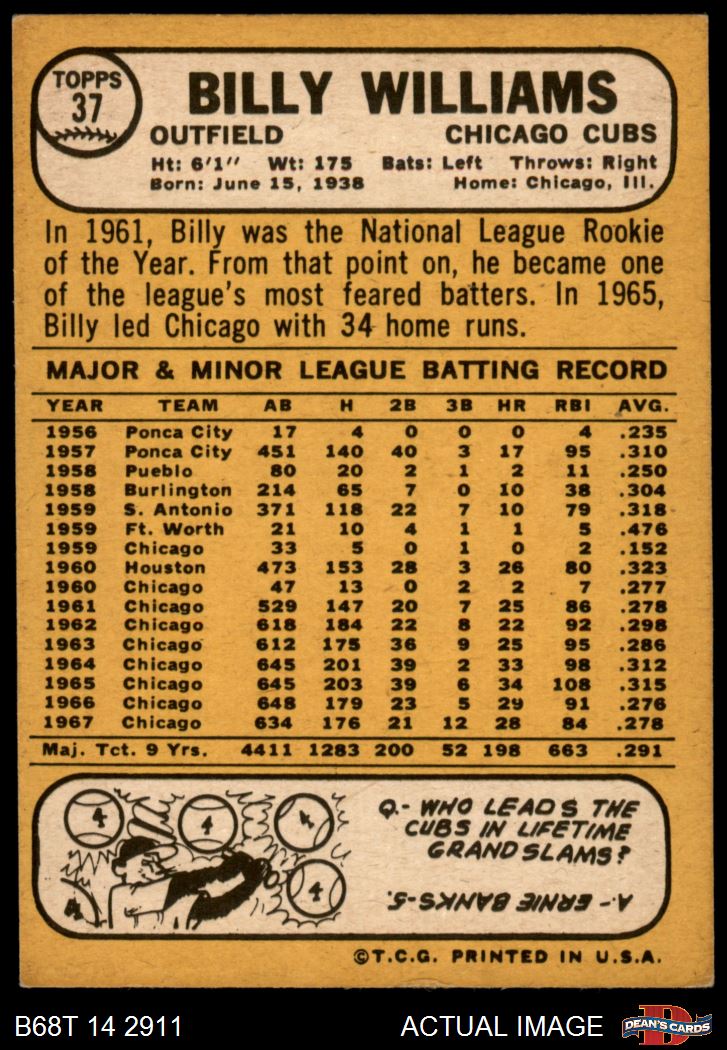 TOPPS
37
BILLY WILLIAMS
OUTFIELD CHICAGO CUBS
Ht: 6'1" Wt: 175 Bats: Left Throws: Right
Born: June 15, 1938 Home: Chicago, Ill.
In 1961, Billy was the National League Rookie
of the Year. From that point on, he became one
of the league's most feared batters. In 1965,
Billy led Chicago with 34 home runs.
MAJOR & MINOR LEAGUE BATTING RECORD
YEAR TEAM AB H 2B 3B HR RBI AVG.
1956 Ponca City 17 4 0 0 0 4 .235
1957 Ponca City 451 140 40 3 17 95 .310
1958 Pueblo 80 20 2 1 2 11 .250
1958 Burlington 214 65 7 0 10 38 .304
1959 S. Antonio 371 118 22 7 10 79 .318
1959 Ft. Worth 21 10 4 1 1 5 .476
1959 Chicago 33 5 0 1 0 2 .152
1960 Houston 473 153 28 3 26 80 .323
1960 Chicago 47 13 0 2 2 7 .277
1961 Chicago 529 147 20 7 25 86 .278
1962 Chicago 618 184 22 8 22 92 .298
1963 Chicago 612 175 36 9 25 95 .286
1964 Chicago 645 201 39 2 33 98 .312
1965 Chicago 645 203 39 6 34 108 .315
1966 Chicago 648 179 23 5 29 91 .276
1967 Chicago 634 176 21 12 28 84 .278
Maj. Tct. 9 Yrs. 4411 1283 200 52 198 663 .291
4 4 4 4 4
Q.- WHO LEADS THE
CUBS IN LIFETIME
GRAND SLAMS?
A- ERNIE BANKS-5.
©T.C.G. PRINTED IN U.S.A.
B68T 14 2911 ACTUAL IMAGE
D
DEAN'S CARDS